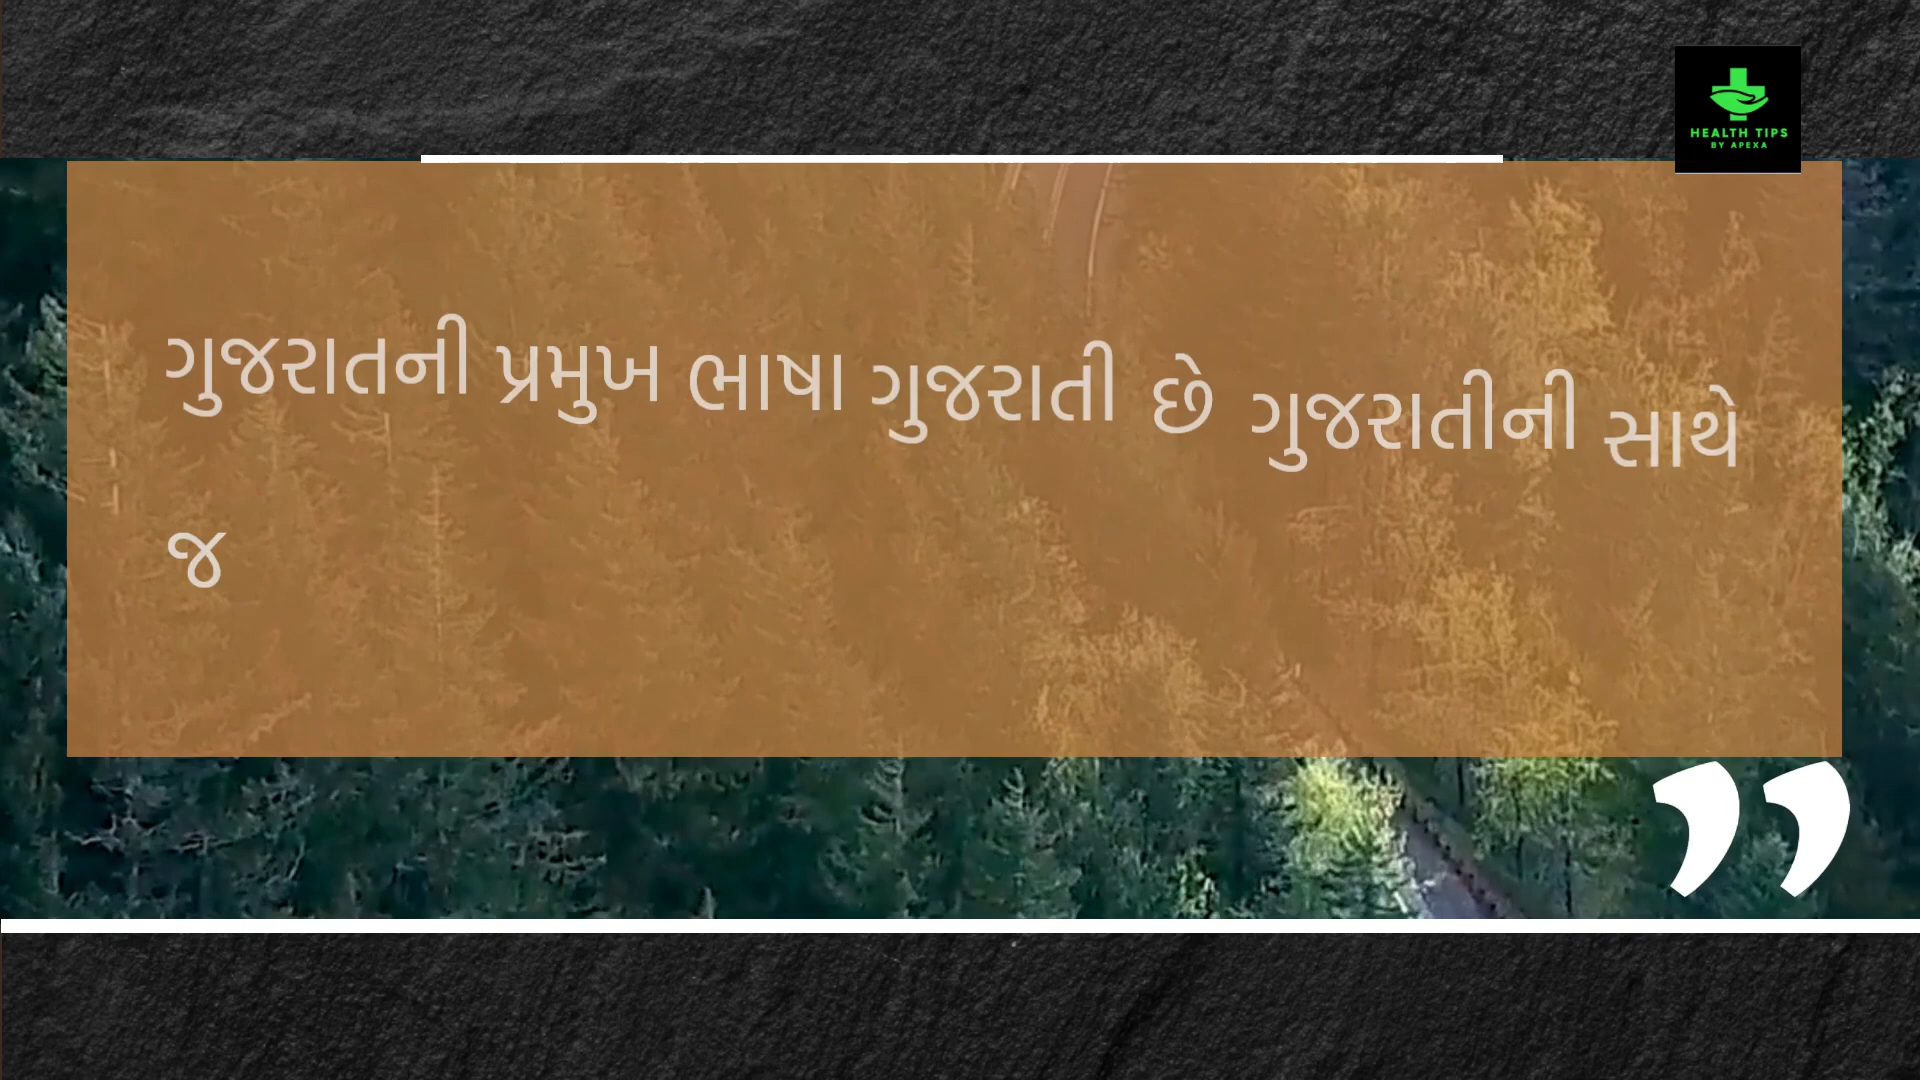 HEALTH TIPS
BY APEXA
ગુજરાતની પ્રમુખ ભાષા ગુજરાતી છે ગુજરાતીની સાથે
જ
”